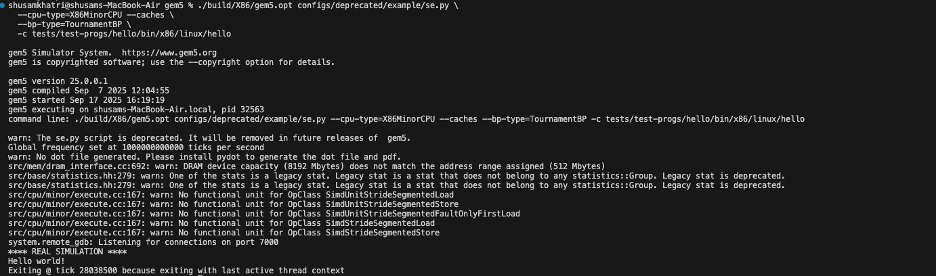 shusamkhatri@shusams-MacBook-Air gem5 % ./build/X86/gem5.opt configs/deprecated/example/se.py \
--cpu-type=X86MinorCPU --caches \
--bp-type=TournamentBP \
-c tests/test-progs/hello/bin/x86/linux/hello
gem5 Simulator System. https://www.gem5.org
gem5 is copyrighted software; use the --copyright option for details.
gem5 version 25.0.0.1
gem5 compiled Sep 7 2025 12:04:55
gem5 started Sep 17 2025 16:19:19
gem5 executing on shusams-MacBook-Air.local, pid 32563
command line: ./build/X86/gem5.opt configs/deprecated/example/se.py --cpu-type=X86MinorCPU --caches --bp-type=TournamentBP -c tests/test-progs/hello/bin/x86/linux/hello
warn: The se.py script is deprecated. It will be removed in future releases of gem5.
Global frequency set at 1000000000000 ticks per second
warn: No dot file generated. Please install pydot to generate the dot file and pdf.
src/mem/dram_interface.cc:692: warn: DRAM device capacity (8192 Mbytes) does not match the address range assigned (512 Mbytes)
src/base/statistics.hh:279: warn: One of the stats is a legacy stat. Legacy stat is a stat that does not belong to any statistics::Group. Legacy stat is deprecated.
src/base/statistics.hh:279: warn: One of the stats is a legacy stat. Legacy stat is a stat that does not belong to any statistics::Group. Legacy stat is deprecated.
src/cpu/minor/execute.cc:167: warn: No functional unit for OpClass SimdUnitStrideSegmentedLoad
src/cpu/minor/execute.cc:167: warn: No functional unit for OpClass SimdUnitStrideSegmentedStore
src/cpu/minor/execute.cc:167: warn: No functional unit for OpClass SimdUnitStrideSegmentedFaultOnlyFirstLoad
src/cpu/minor/execute.cc:167: warn: No functional unit for OpClass SimdStrideSegmentedLoad
src/cpu/minor/execute.cc:167: warn: No functional unit for OpClass SimdStrideSegmentedStore
system.remote_gdb: Listening for connections on port 7000
**** REAL SIMULATION ****
Hello world!
Exiting @ tick 28038500 because exiting with last active thread context